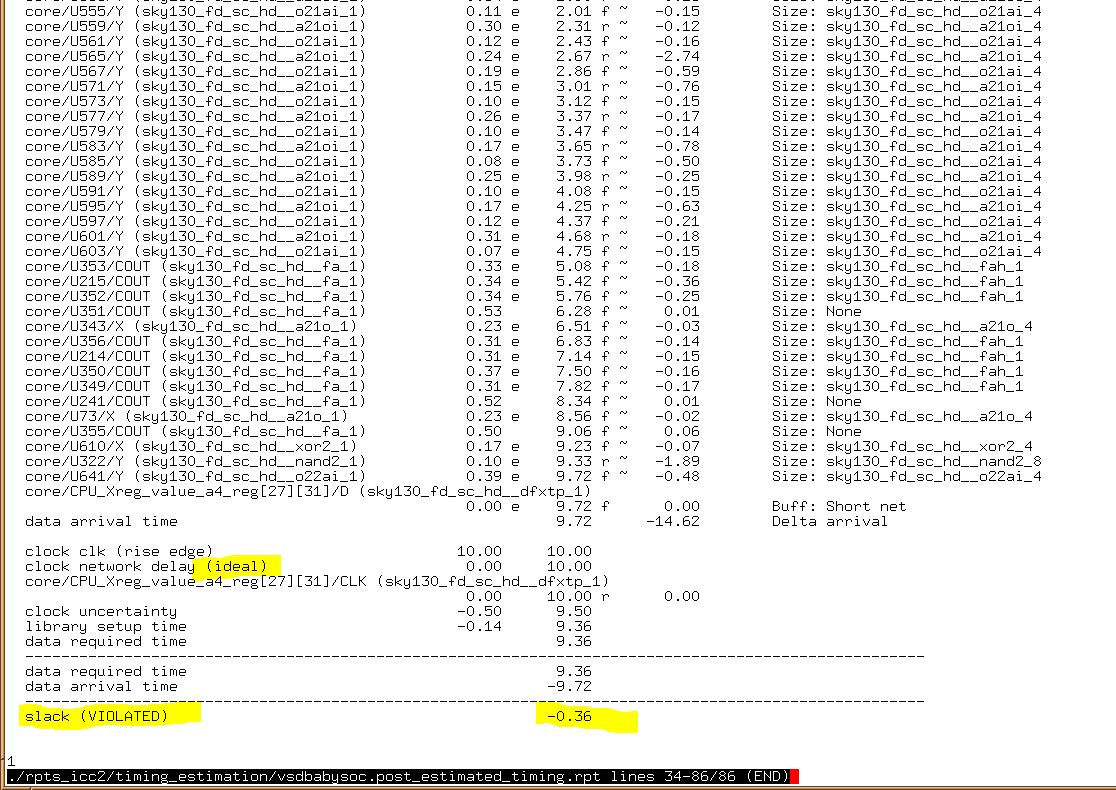 core/U555/Y (sky130_fd_sc_hd__o21ai_1) 0.11 e 2.01 f ~ -0.15 Size: sky130_fd_sc_hd__o21ai_4
core/U559/Y (sky130_fd_sc_hd__a21oi_1) 0.30 e 2.31 r ~ -0.12 Size: sky130_fd_sc_hd__a21oi_4
core/U561/Y (sky130_fd_sc_hd__o21ai_1) 0.12 e 2.43 f ~ -0.16 Size: sky130_fd_sc_hd__o21ai_4
core/U565/Y (sky130_fd_sc_hd__a21oi_1) 0.24 e 2.67 r ~ -2.74 Size: sky130_fd_sc_hd__a21oi_4
core/U567/Y (sky130_fd_sc_hd__o21ai_1) 0.19 e 2.86 f ~ -0.59 Size: sky130_fd_sc_hd__o21ai_4
core/U571/Y (sky130_fd_sc_hd__a21oi_1) 0.15 e 3.01 r ~ -0.76 Size: sky130_fd_sc_hd__a21oi_4
core/U573/Y (sky130_fd_sc_hd__o21ai_1) 0.10 e 3.12 f ~ -0.15 Size: sky130_fd_sc_hd__o21ai_4
core/U577/Y (sky130_fd_sc_hd__a21oi_1) 0.26 e 3.37 r ~ -0.17 Size: sky130_fd_sc_hd__a21oi_4
core/U579/Y (sky130_fd_sc_hd__o21ai_1) 0.10 e 3.47 f ~ -0.14 Size: sky130_fd_sc_hd__o21ai_4
core/U583/Y (sky130_fd_sc_hd__a21oi_1) 0.17 e 3.65 r ~ -0.78 Size: sky130_fd_sc_hd__a21oi_4
core/U585/Y (sky130_fd_sc_hd__o21ai_1) 0.08 e 3.73 f ~ -0.50 Size: sky130_fd_sc_hd__o21ai_4
core/U589/Y (sky130_fd_sc_hd__a21oi_1) 0.25 e 3.98 r ~ -0.25 Size: sky130_fd_sc_hd__a21oi_4
core/U591/Y (sky130_fd_sc_hd__o21ai_1) 0.10 e 4.08 f ~ -0.15 Size: sky130_fd_sc_hd__o21ai_4
core/U595/Y (sky130_fd_sc_hd__a21oi_1) 0.17 e 4.25 r ~ -0.63 Size: sky130_fd_sc_hd__a21oi_4
core/U597/Y (sky130_fd_sc_hd__o21ai_1) 0.12 e 4.37 f ~ -0.21 Size: sky130_fd_sc_hd__o21ai_4
core/U601/Y (sky130_fd_sc_hd__a21oi_1) 0.31 e 4.68 r ~ -0.18 Size: sky130_fd_sc_hd__a21oi_4
core/U603/Y (sky130_fd_sc_hd__o21ai_1) 0.07 e 4.75 f ~ -0.15 Size: sky130_fd_sc_hd__o21ai_4
core/U353/COUT (sky130_fd_sc_hd__fa_1) 0.33 e 5.08 f ~ -0.18 Size: sky130_fd_sc_hd__fah_1
core/U215/COUT (sky130_fd_sc_hd__fa_1) 0.34 e 5.42 f ~ -0.36 Size: sky130_fd_sc_hd__fah_1
core/U352/COUT (sky130_fd_sc_hd__fa_1) 0.34 e 5.76 f ~ -0.25 Size: sky130_fd_sc_hd__fah_1
core/U351/COUT (sky130_fd_sc_hd__fa_1) 0.53 6.28 f ~ 0.01 Size: None
core/U343/X (sky130_fd_sc_hd__a21o_1) 0.23 e 6.51 f ~ -0.03 Size: sky130_fd_sc_hd__a21o_4
core/U356/COUT (sky130_fd_sc_hd__fa_1) 0.31 e 6.83 f ~ -0.14 Size: sky130_fd_sc_hd__fah_1
core/U214/COUT (sky130_fd_sc_hd__fa_1) 0.31 e 7.14 f ~ -0.15 Size: sky130_fd_sc_hd__fah_1
core/U350/COUT (sky130_fd_sc_hd__fa_1) 0.37 e 7.50 f ~ -0.16 Size: sky130_fd_sc_hd__fah_1
core/U349/COUT (sky130_fd_sc_hd__fa_1) 0.31 e 7.82 f ~ -0.17 Size: sky130_fd_sc_hd__fah_1
core/U241/COUT (sky130_fd_sc_hd__fa_1) 0.52 8.34 f ~ 0.01 Size: None
core/U73/X (sky130_fd_sc_hd__a21o_1) 0.23 e 8.56 f ~ -0.02 Size: sky130_fd_sc_hd__a21o_4
core/U355/COUT (sky130_fd_sc_hd__fa_1) 0.50 9.06 f ~ 0.06 Size: None
core/U610/X (sky130_fd_sc_hd__xor2_1) 0.17 e 9.23 f ~ -0.07 Size: sky130_fd_sc_hd__xor2_4
core/U322/Y (sky130_fd_sc_hd__nand2_1) 0.10 e 9.33 r ~ -1.89 Size: sky130_fd_sc_hd__nand2_8
core/U641/Y (sky130_fd_sc_hd__o22ai_1) 0.39 e 9.72 f ~ -0.48 Size: sky130_fd_sc_hd__o22ai_4
core/CPU_Xreg_value_a4_reg[27][31]/D (sky130_fd_sc_hd__dfxtp_1)
0.00 e 9.72 f 0.00 Buff: Short net
data arrival time 9.72 -14.62 Delta arrival
clock clk (rise edge) 10.00 10.00
clock network delay (ideal) 0.00 10.00
core/CPU_Xreg_value_a4_reg[27][31]/CLK (sky130_fd_sc_hd__dfxtp_1)
0.00 10.00 r 0.00
clock uncertainty -0.50 9.50
library setup time -0.14 9.36
data required time 9.36
data required time 9.36
data arrival time -9.72
slack (VIOLATED) -0.36
1
./rpts_icc2/timing_estimation/vsdbabysoc.post_estimated_timing.rpt lines 34-86/86 (END)